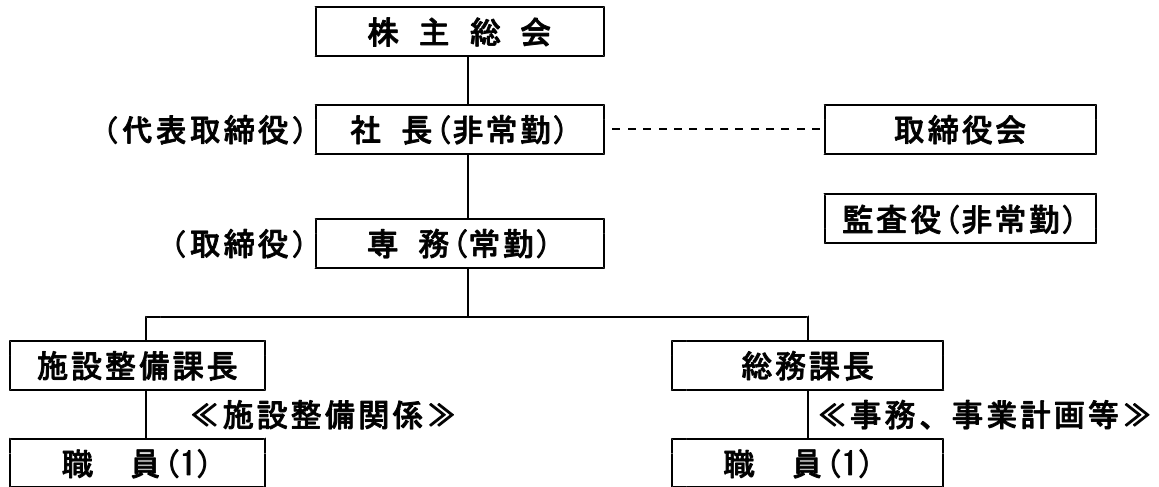 株 主 総 会
(代表取締役) 社 長(非常勤) 取締役会
監査役(非常勤)
(取締役) 専 務(常勤)
施設整備課長 総務課長
≪施設整備関係≫ ≪事務、事業計画等≫
職 員(1) 職 員(1)